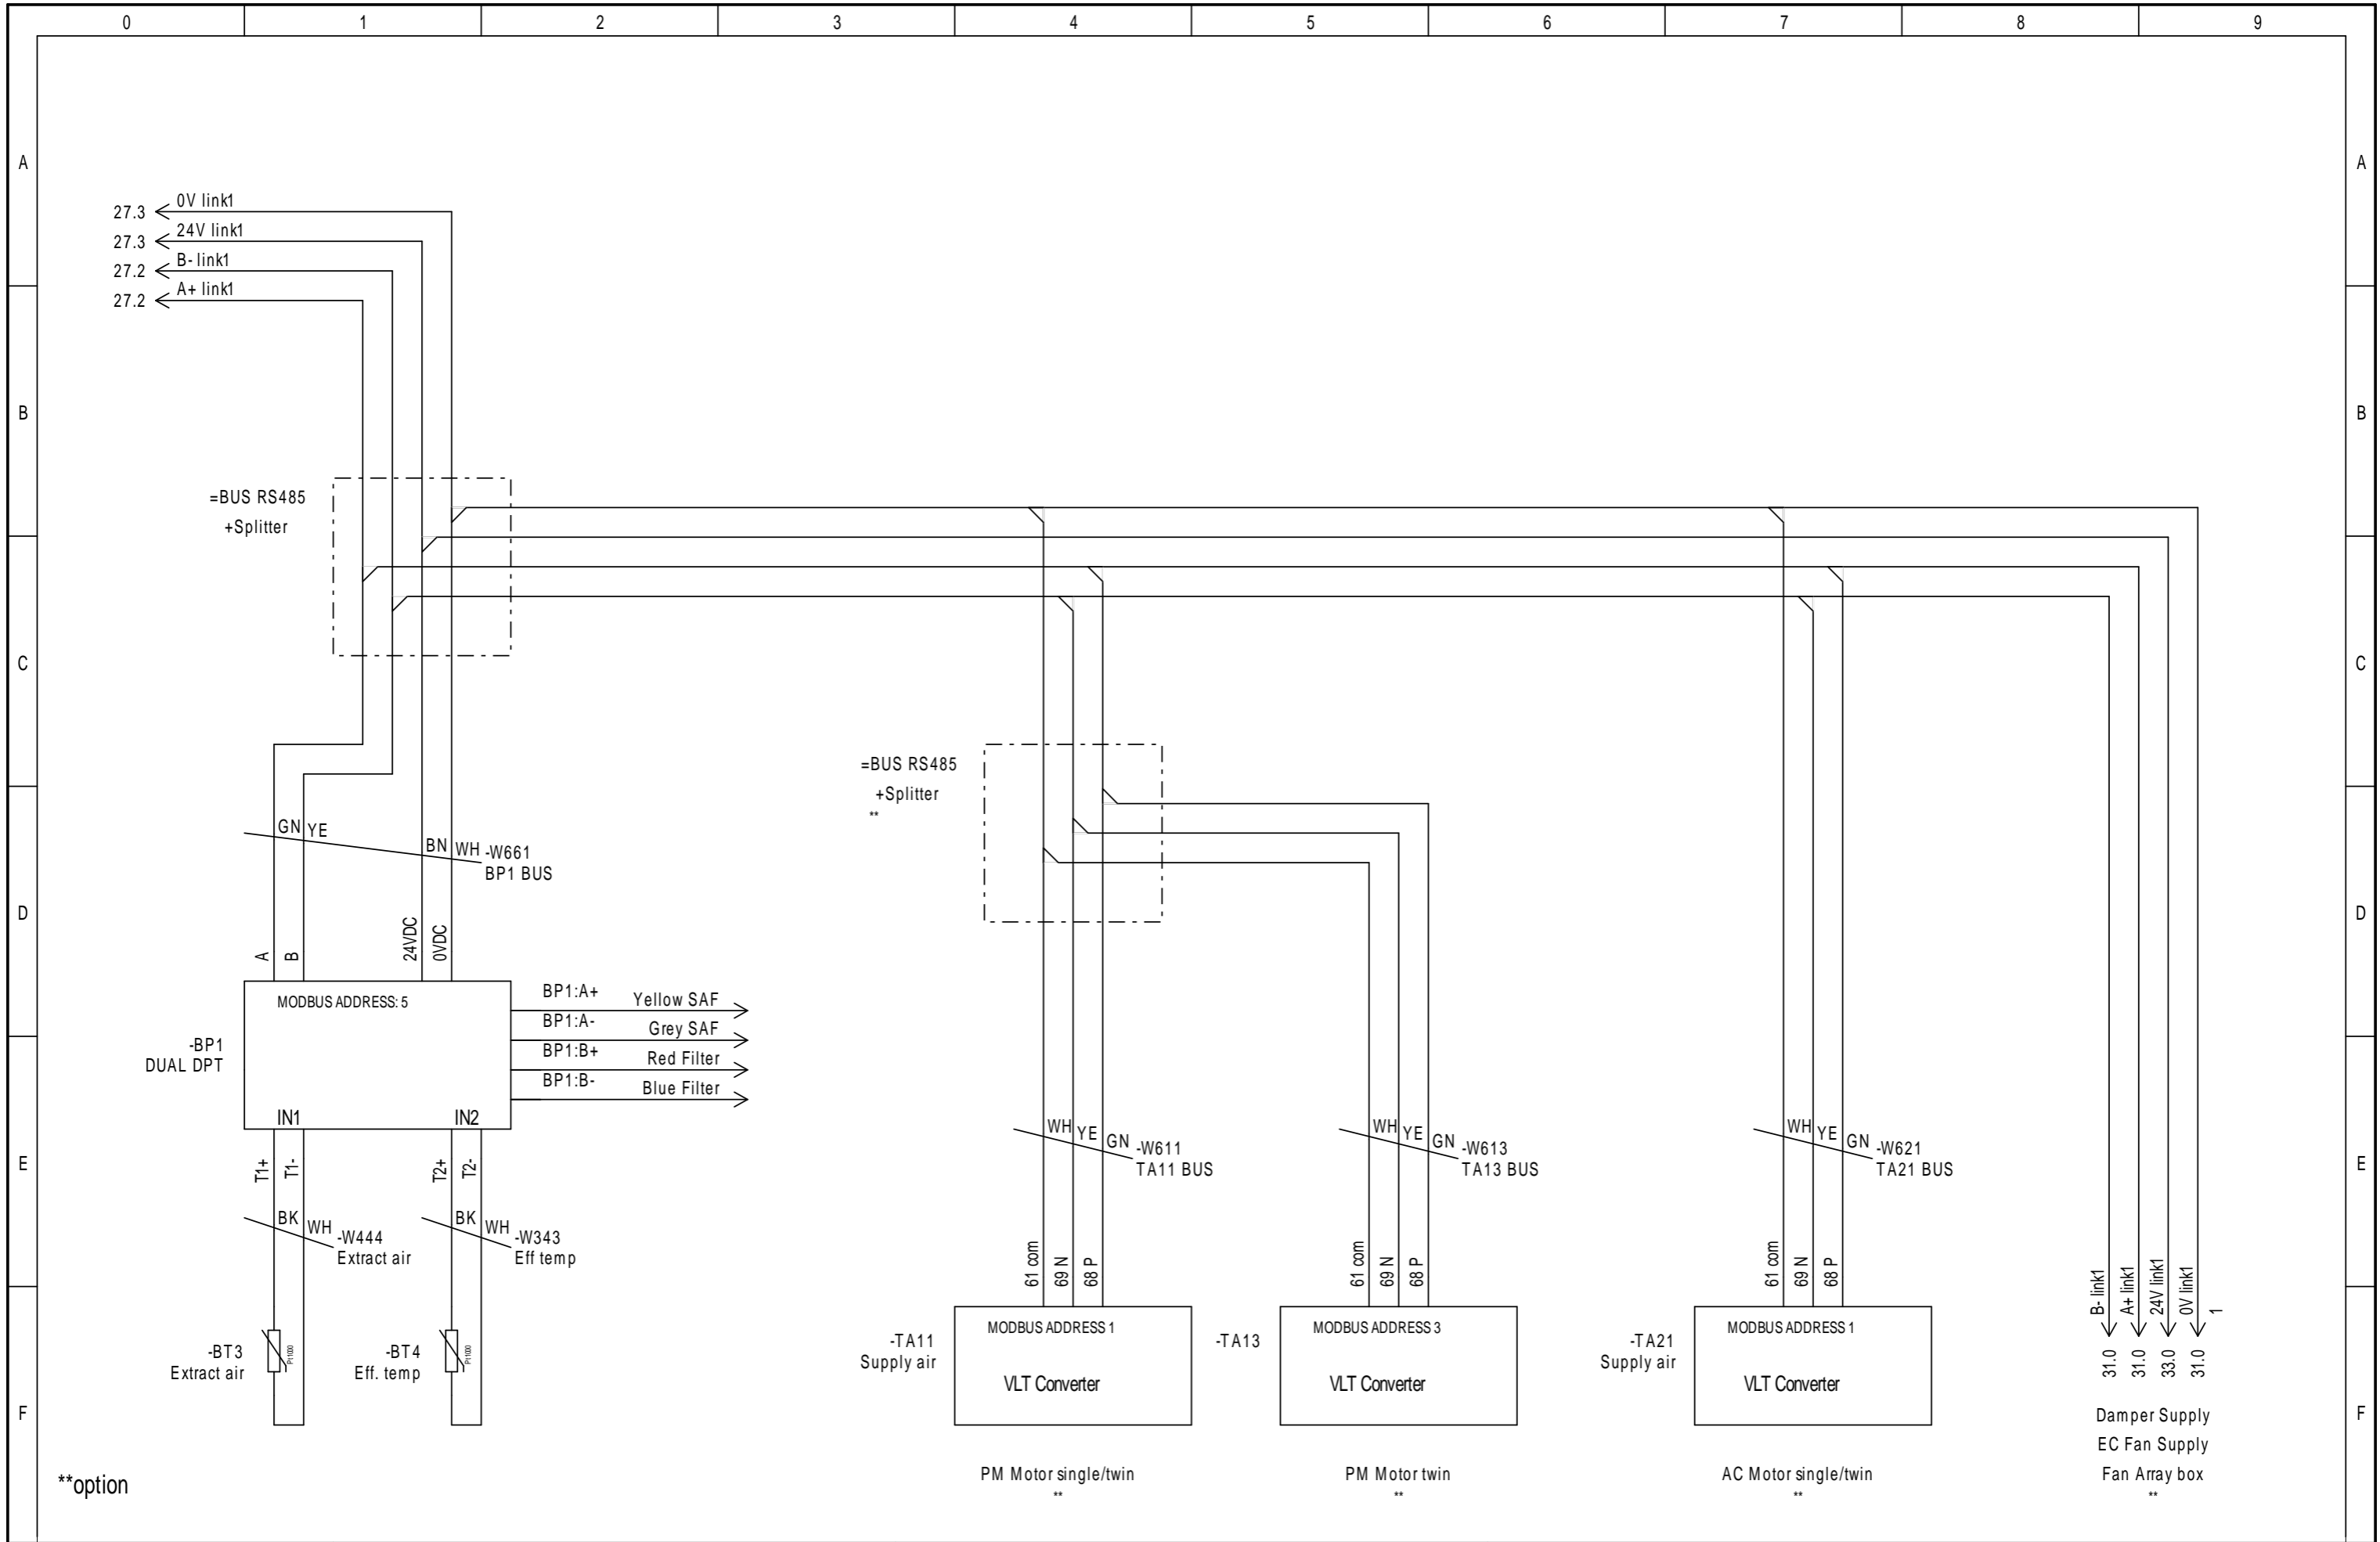 0 1 2 3 4 5 6 7 8 9
A A
27.3 0V link1
27.3 24V link1
27.2 B- link1
27.2 A+ link1
B B
=BUS RS485
+Splitter
C C
=BUS RS485
+Splitter
**
GN YE BN WH -W661
BP1 BUS
D D
A B 24VDC 0VDC
MODBUS ADDRESS: 5
-BP1
DUAL DPT
BP1:A+ Yellow SAF
BP1:A- Grey SAF
BP1:B+ Red Filter
BP1:B- Blue Filter
IN1 IN2
E E
T1+ T1- T2+ T2-
BK WH -W444
Extract air
BK WH -W343
Eff temp
WH YE GN -W611
TA11 BUS
WH YE GN -W613
TA13 BUS
WH YE GN -W621
TA21 BUS
61 com 69 N 68 P
61 com 69 N 68 P
61 com 69 N 68 P
B- link1 A+ link1 24V link1 0V link1 1
31.0 31.0 33.0 31.0
F F
-BT3
Extract air
Pt1000
-BT4
Eff. temp
Pt1000
-TA11
Supply air
MODBUS ADDRESS 1
VLT Converter
-TA13
MODBUS ADDRESS 3
VLT Converter
-TA21
Supply air
MODBUS ADDRESS 1
VLT Converter
Damper Supply
EC Fan Supply
Fan Array box
**
PM Motor single/twin
**
PM Motor twin
**
AC Motor single/twin
**
**option